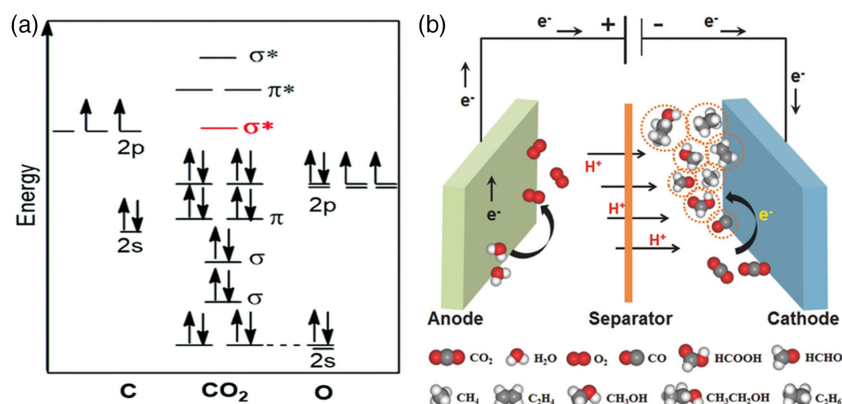 (a)
Energy
σ*
π*
σ*
2p
2p
π
2s
σ
σ
2s
C
CO2
O
(b)
e-
+
-
e-
e-
e-
H+
e-
H+
e-
H+
H+
Anode
Separator
Cathode
CO2
H2O
O2
CO
HCOOH
HCHO
CH4
C2H4
CH3OH
CH3CH2OH
C2H6